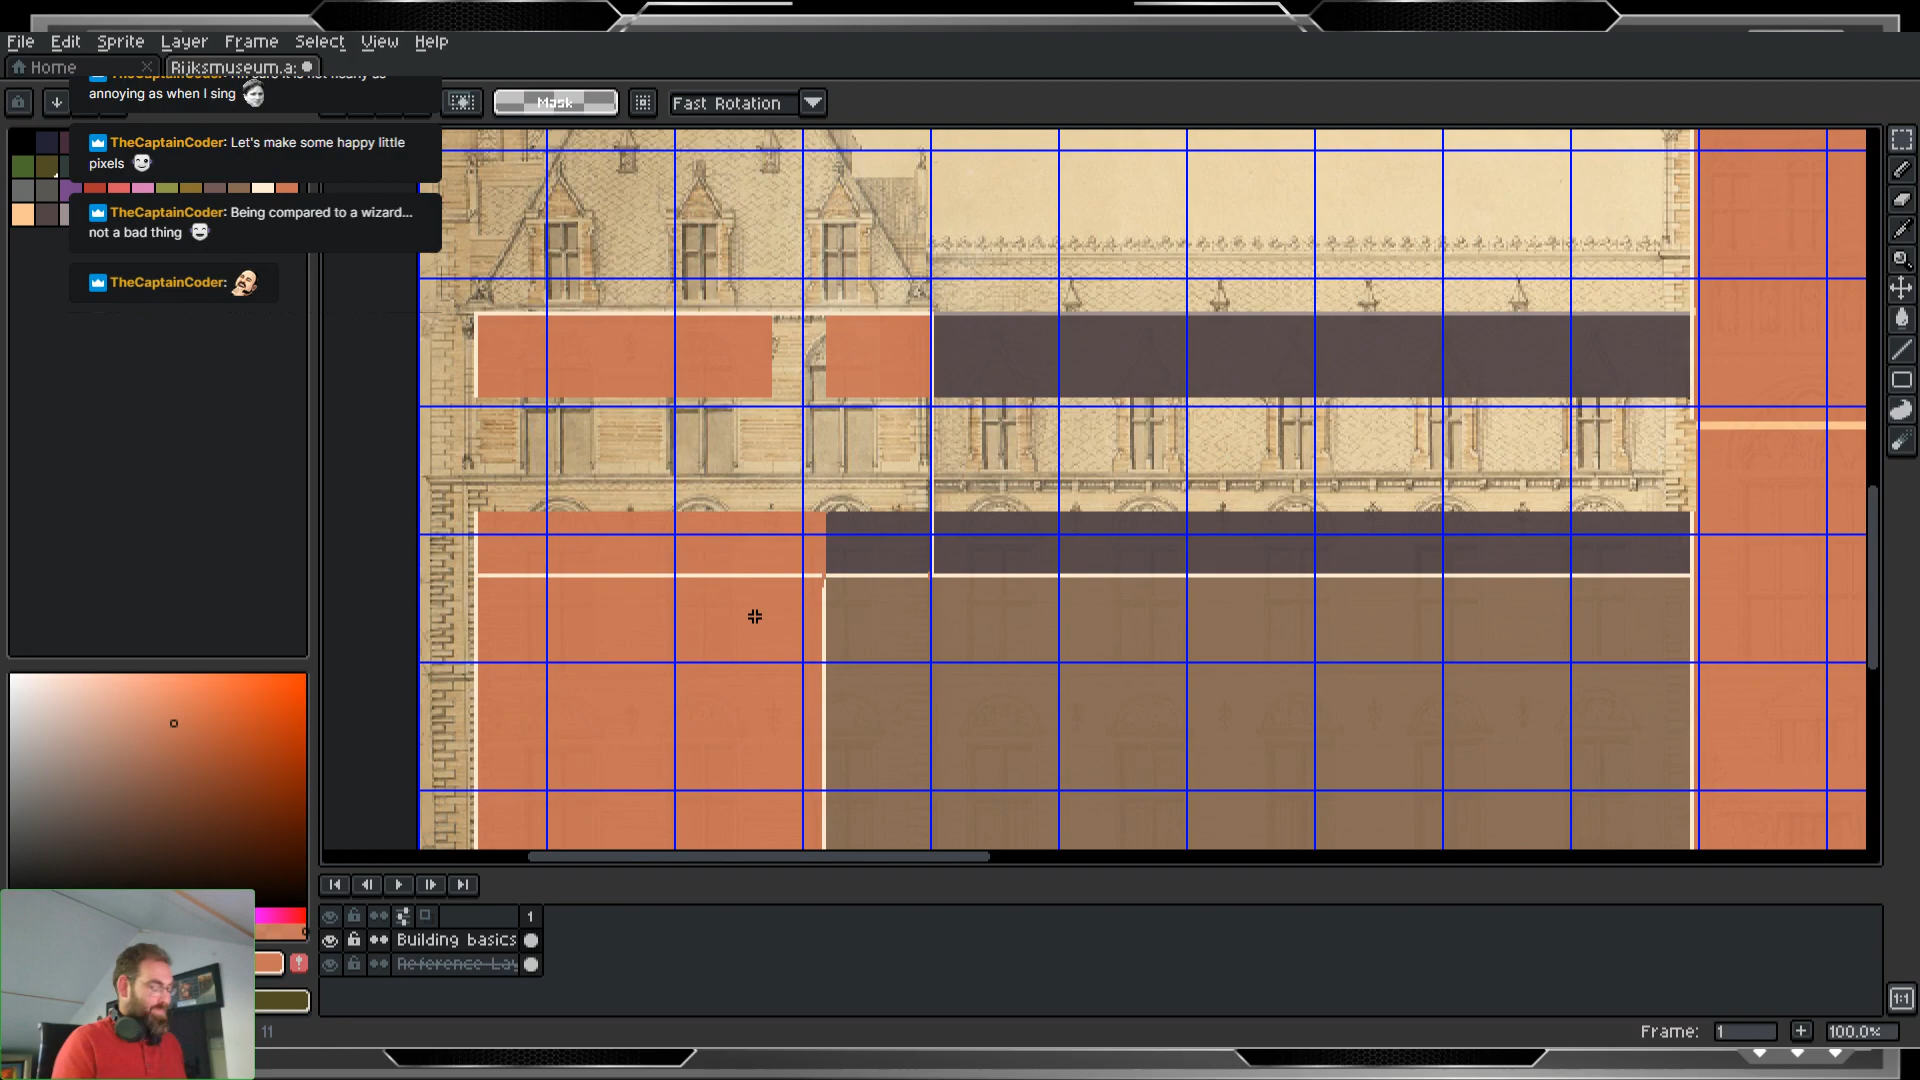 File Edit Sprite Layer Frame Select View Help
Home Rijksmuseum.a:
annoying as when I sing
Mask
Fast Rotation
TheCaptainCoder: Let's make some happy little
pixels
TheCaptainCoder: Being compared to a wizard...
not a bad thing
TheCaptainCoder:
1
Building basics
Reference Lay
11
Frame: 1 + 100.0%
1:1